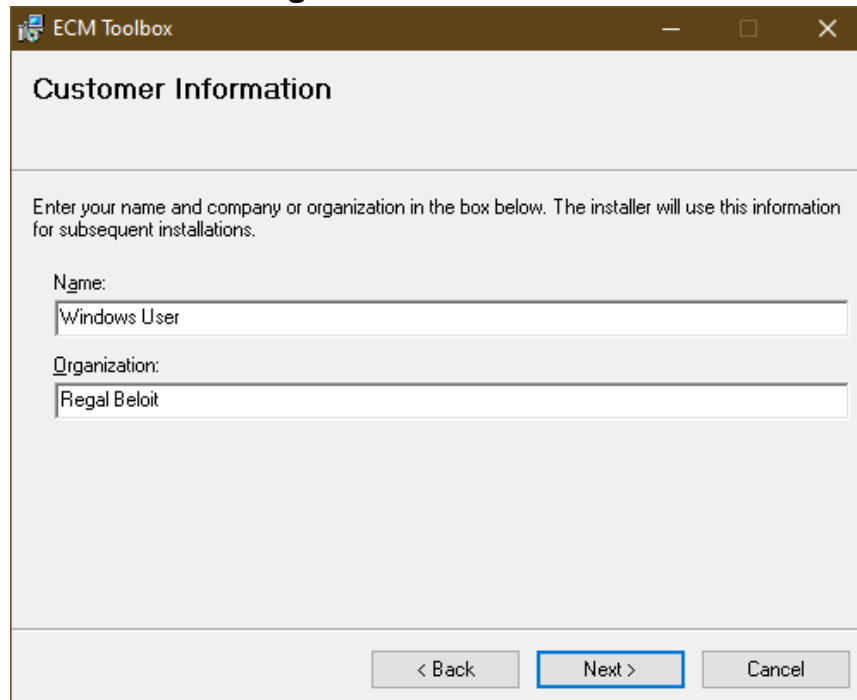 ECM Toolbox
Customer Information
Enter your name and company or organization in the box below. The installer will use this information
for subsequent installations.
Name:
Windows User
Organization:
Regal Beloit
< Back
Next >
Cancel